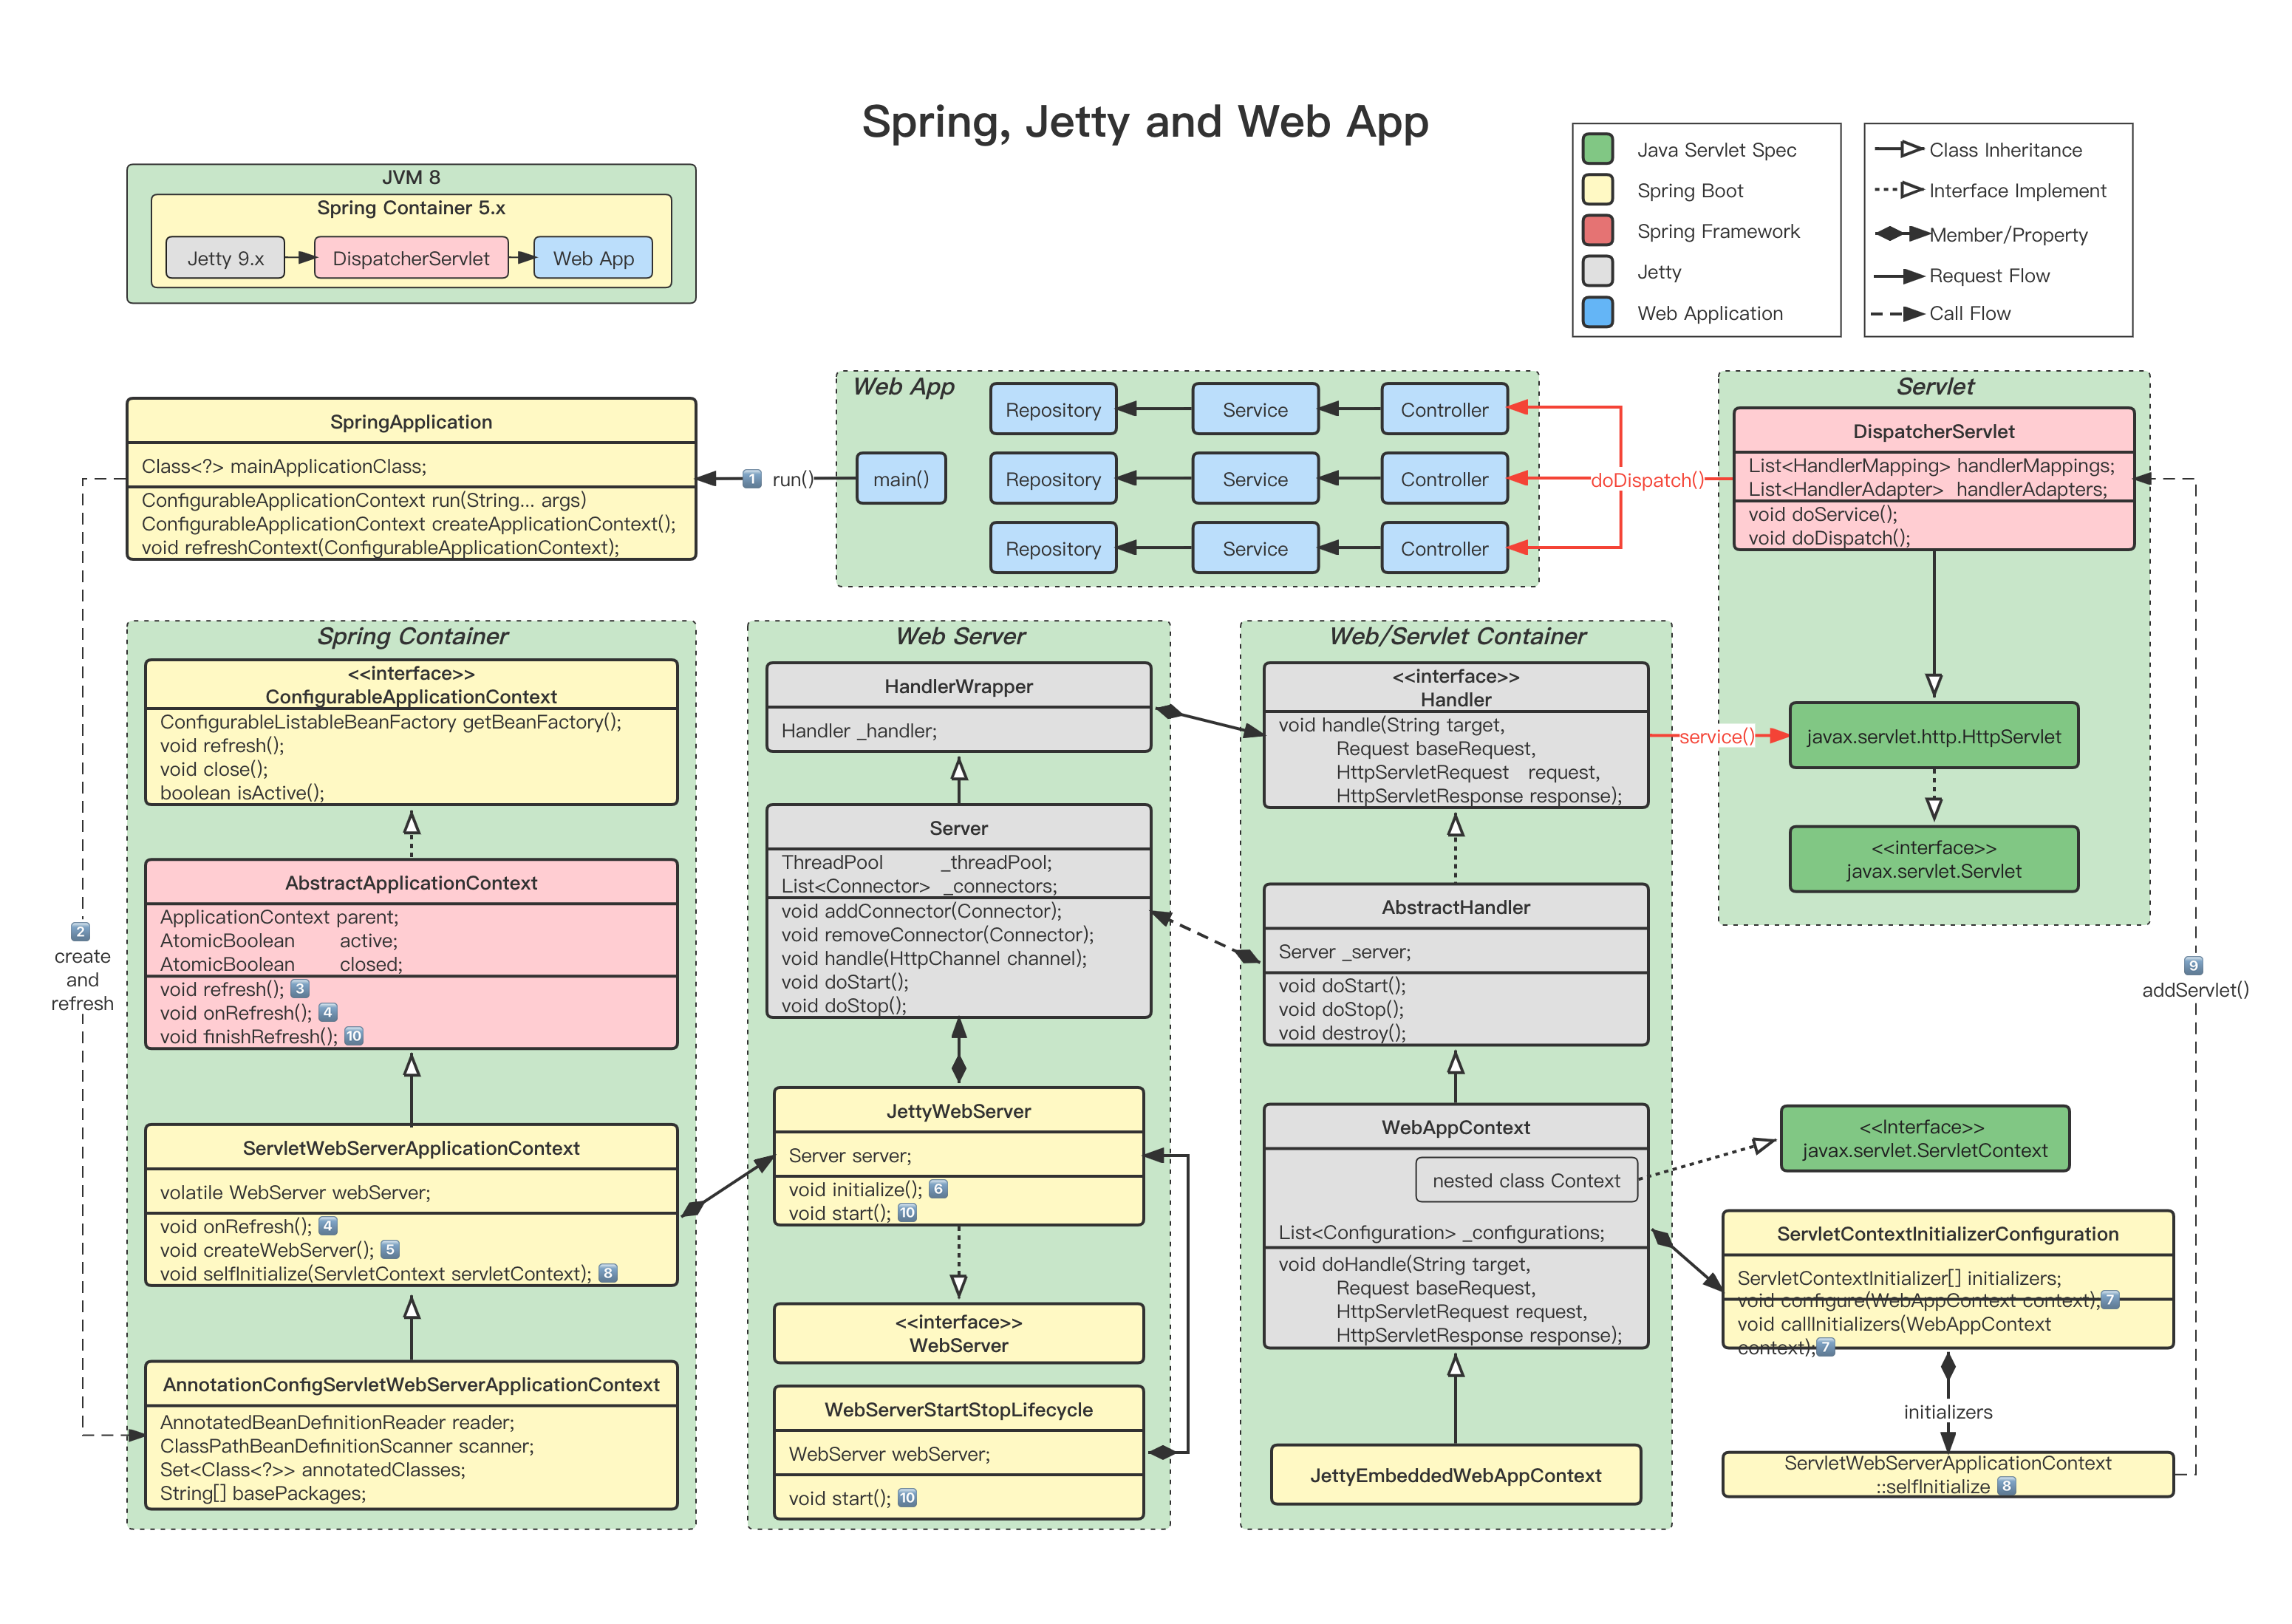 Spring, Jetty and Web App
JVM 8
Spring Container 5.x
Jetty 9.x
DispatcherServlet
Web App
Java Servlet Spec
Spring Boot
Spring Framework
Jetty
Web Application
Class Inheritance
Interface Implement
Member/Property
Request Flow
Call Flow
SpringApplication
Class<?> mainApplicationClass;
ConfigurableApplicationContext run(String... args)
ConfigurableApplicationContext createApplicationContext();
void refreshContext(ConfigurableApplicationContext);
1 run()
Web App
main()
Repository
Service
Controller
Repository
Service
Controller
Repository
Service
Controller
doDispatch()
Servlet
DispatcherServlet
List<HandlerMapping> handlerMappings;
List<HandlerAdapter> handlerAdapters;
void doService();
void doDispatch();
javax.servlet.http.HttpServlet
<<interface>>
javax.servlet.Servlet
2
create
and
refresh
Spring Container
<<interface>>
ConfigurableApplicationContext
ConfigurableListableBeanFactory getBeanFactory();
void refresh();
void close();
boolean isActive();
AbstractApplicationContext
ApplicationContext parent;
AtomicBoolean active;
AtomicBoolean closed;
void refresh(); 3
void onRefresh(); 4
void finishRefresh(); 10
ServletWebServerApplicationContext
volatile WebServer webServer;
void onRefresh(); 4
void createWebServer(); 5
void selfInitialize(ServletContext servletContext); 8
AnnotationConfigServletWebServerApplicationContext
AnnotatedBeanDefinitionReader reader;
ClassPathBeanDefinitionScanner scanner;
Set<Class<?>> annotatedClasses;
String[] basePackages;
Web Server
HandlerWrapper
Handler _handler;
Server
ThreadPool _threadPool;
List<Connector> _connectors;
void addConnector(Connector);
void removeConnector(Connector);
void handle(HttpChannel channel);
void doStart();
void doStop();
JettyWebServer
Server server;
void initialize(); 6
void start(); 10
<<interface>>
WebServer
WebServerStartStopLifecycle
WebServer webServer;
void start(); 10
Web/Servlet Container
<<interface>>
Handler
void handle(String target,
Request baseRequest,
HttpServletRequest request,
HttpServletResponse response);
service()
AbstractHandler
Server _server;
void doStart();
void doStop();
void destroy();
WebAppContext
nested class Context
List<Configuration> _configurations;
void doHandle(String target,
Request baseRequest,
HttpServletRequest request,
HttpServletResponse response);
JettyEmbeddedWebAppContext
<<Interface>>
javax.servlet.ServletContext
ServletContextInitializerConfiguration
ServletContextInitializer[] initializers;
void configure(WebAppContext context);7
void callInitializers(WebAppContext
context);7
initializers
ServletWebServerApplicationContext
::selfInitialize 8
9
addServlet()